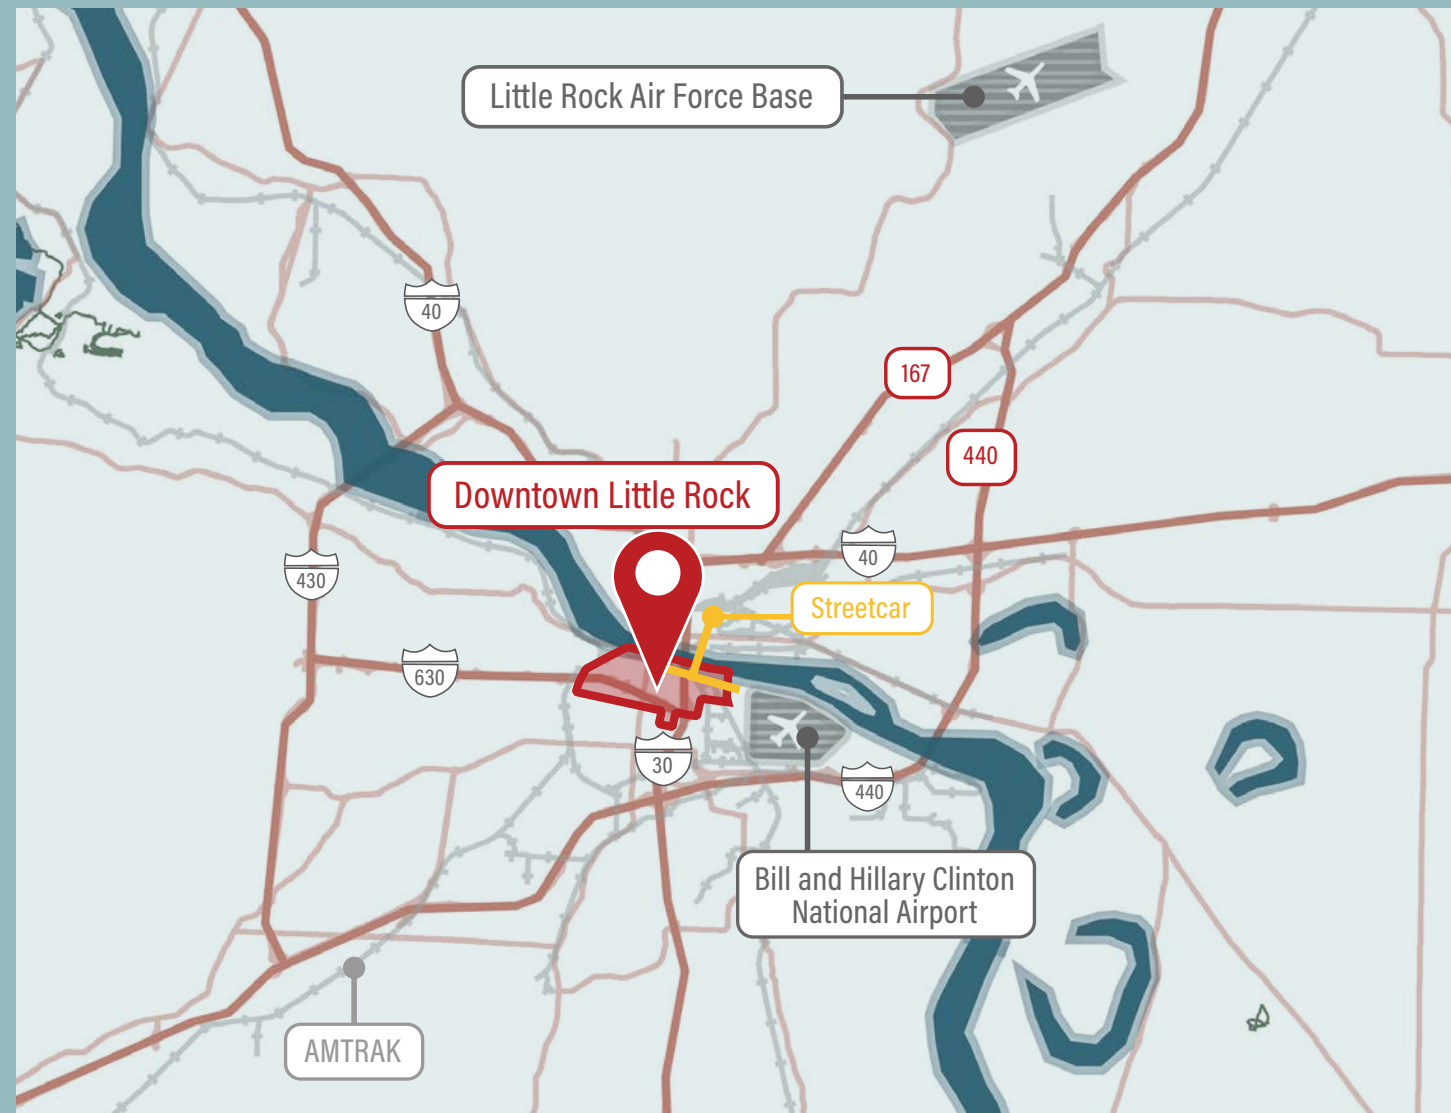 Little Rock Air Force Base
40
167
440
Downtown Little Rock
40
430
Streetcar
630
30
440
Bill and Hillary Clinton
National Airport
AMTRAK